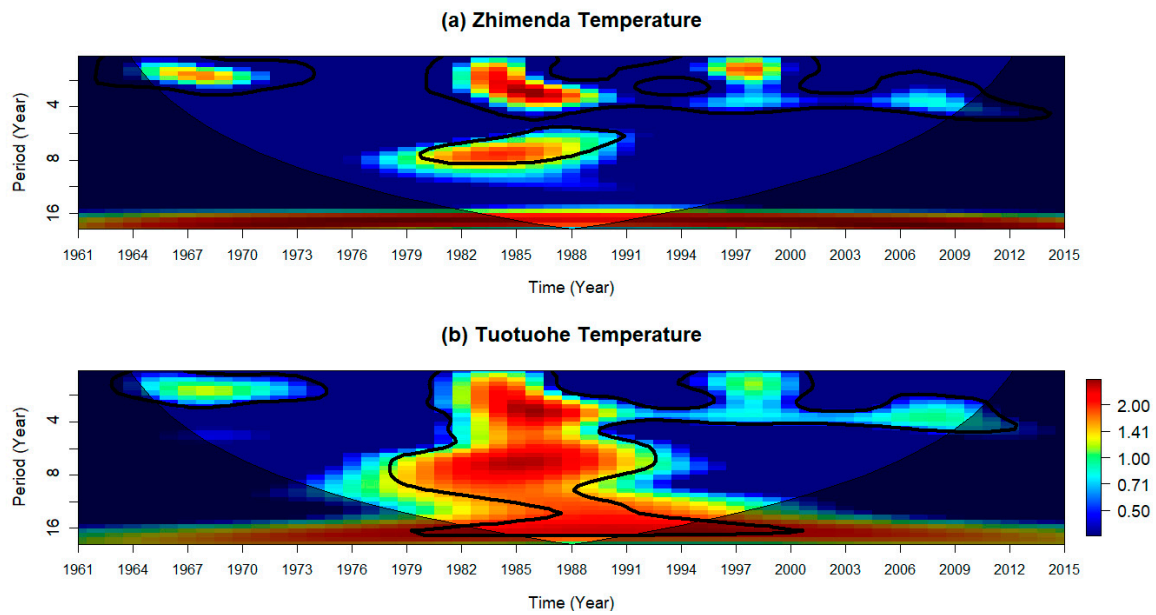 (a) Zhimenda Temperature
Period (Year)
4
8
16
1961 1964 1967 1970 1973 1976 1979 1982 1985 1988 1991 1994 1997 2000 2003 2006 2009 2012 2015
Time (Year)
(b) Tuotuohe Temperature
Period (Year)
4
8
16
2.00
1.41
1.00
0.71
0.50
1961 1964 1967 1970 1973 1976 1979 1982 1985 1988 1991 1994 1997 2000 2003 2006 2009 2012 2015
Time (Year)